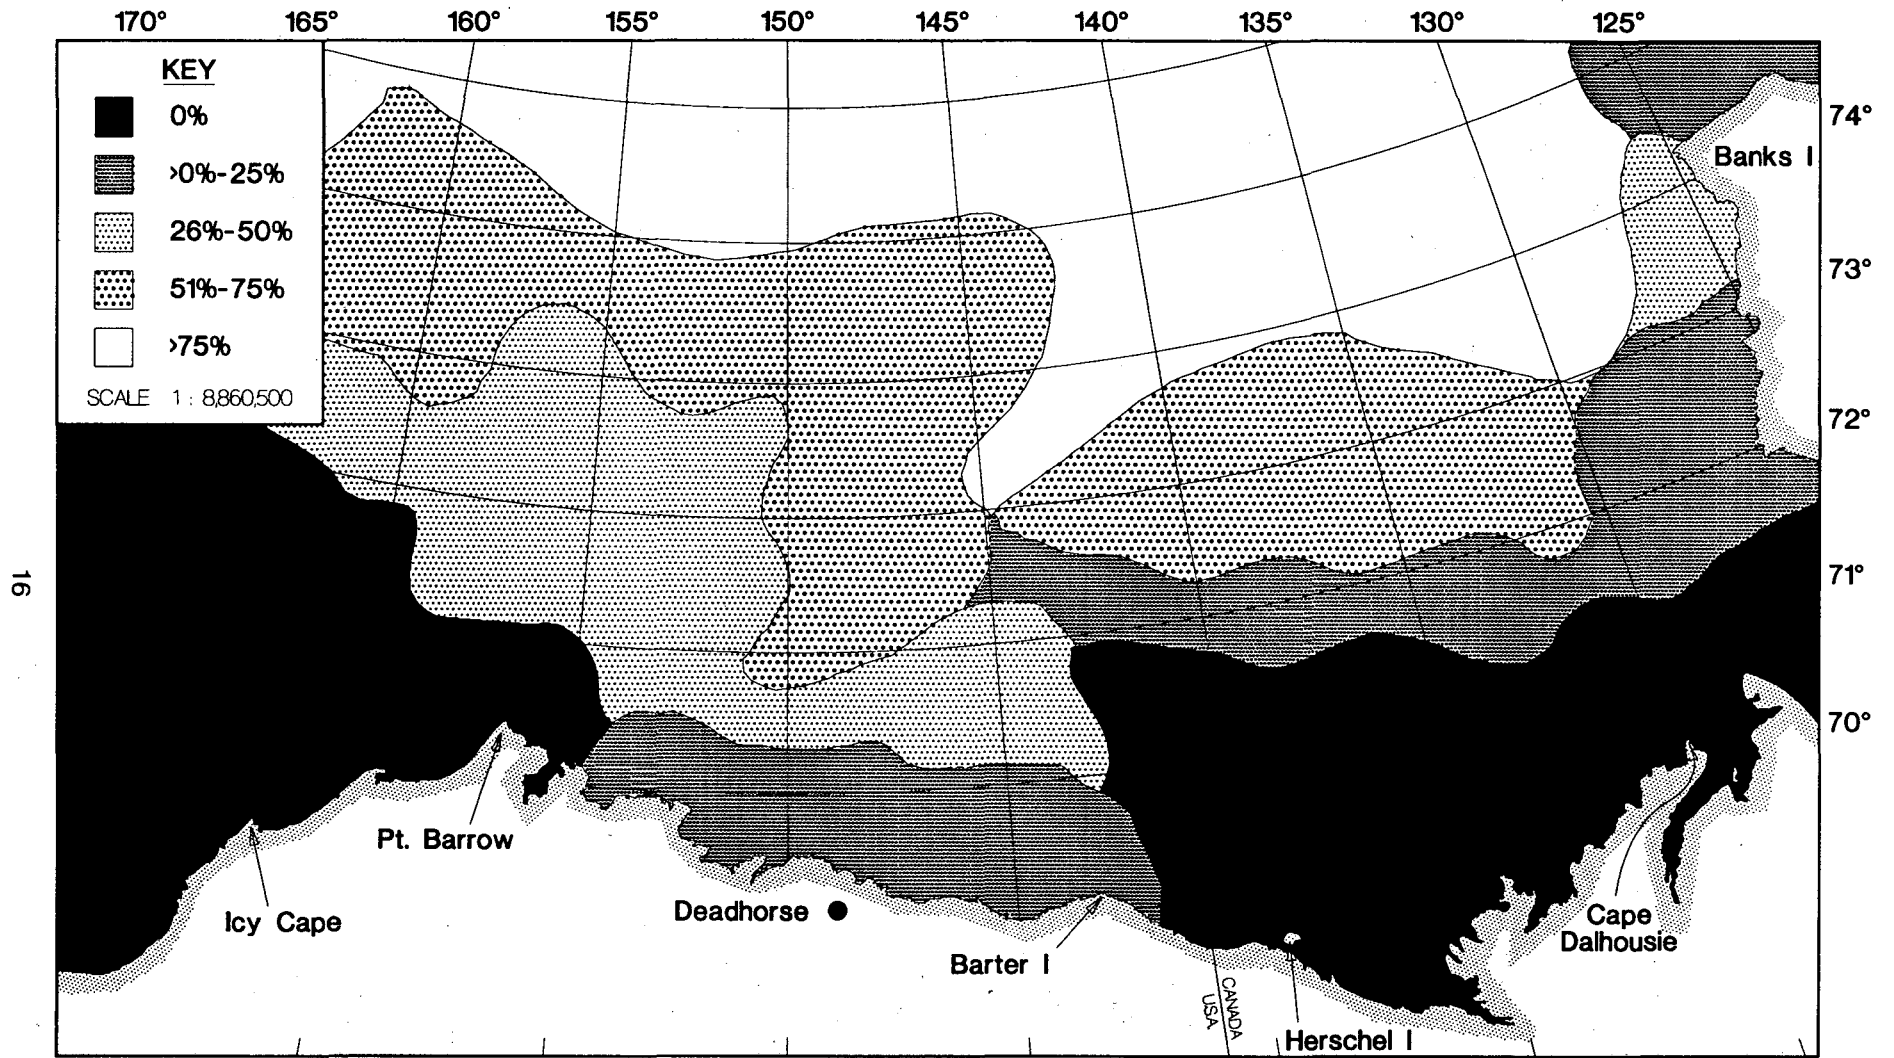 170° 165° 160° 155° 150° 145° 140° 135° 130° 125°
KEY
0%
>0%-25%
26%-50%
51%-75%
>75%
SCALE 1 : 8,860,500
74°
73°
72°
71°
70°
Banks I
Pt. Barrow
Icy Cape
Deadhorse
Barter I
CANADA
USA
Herschel I
Cape
Dalhousie
16